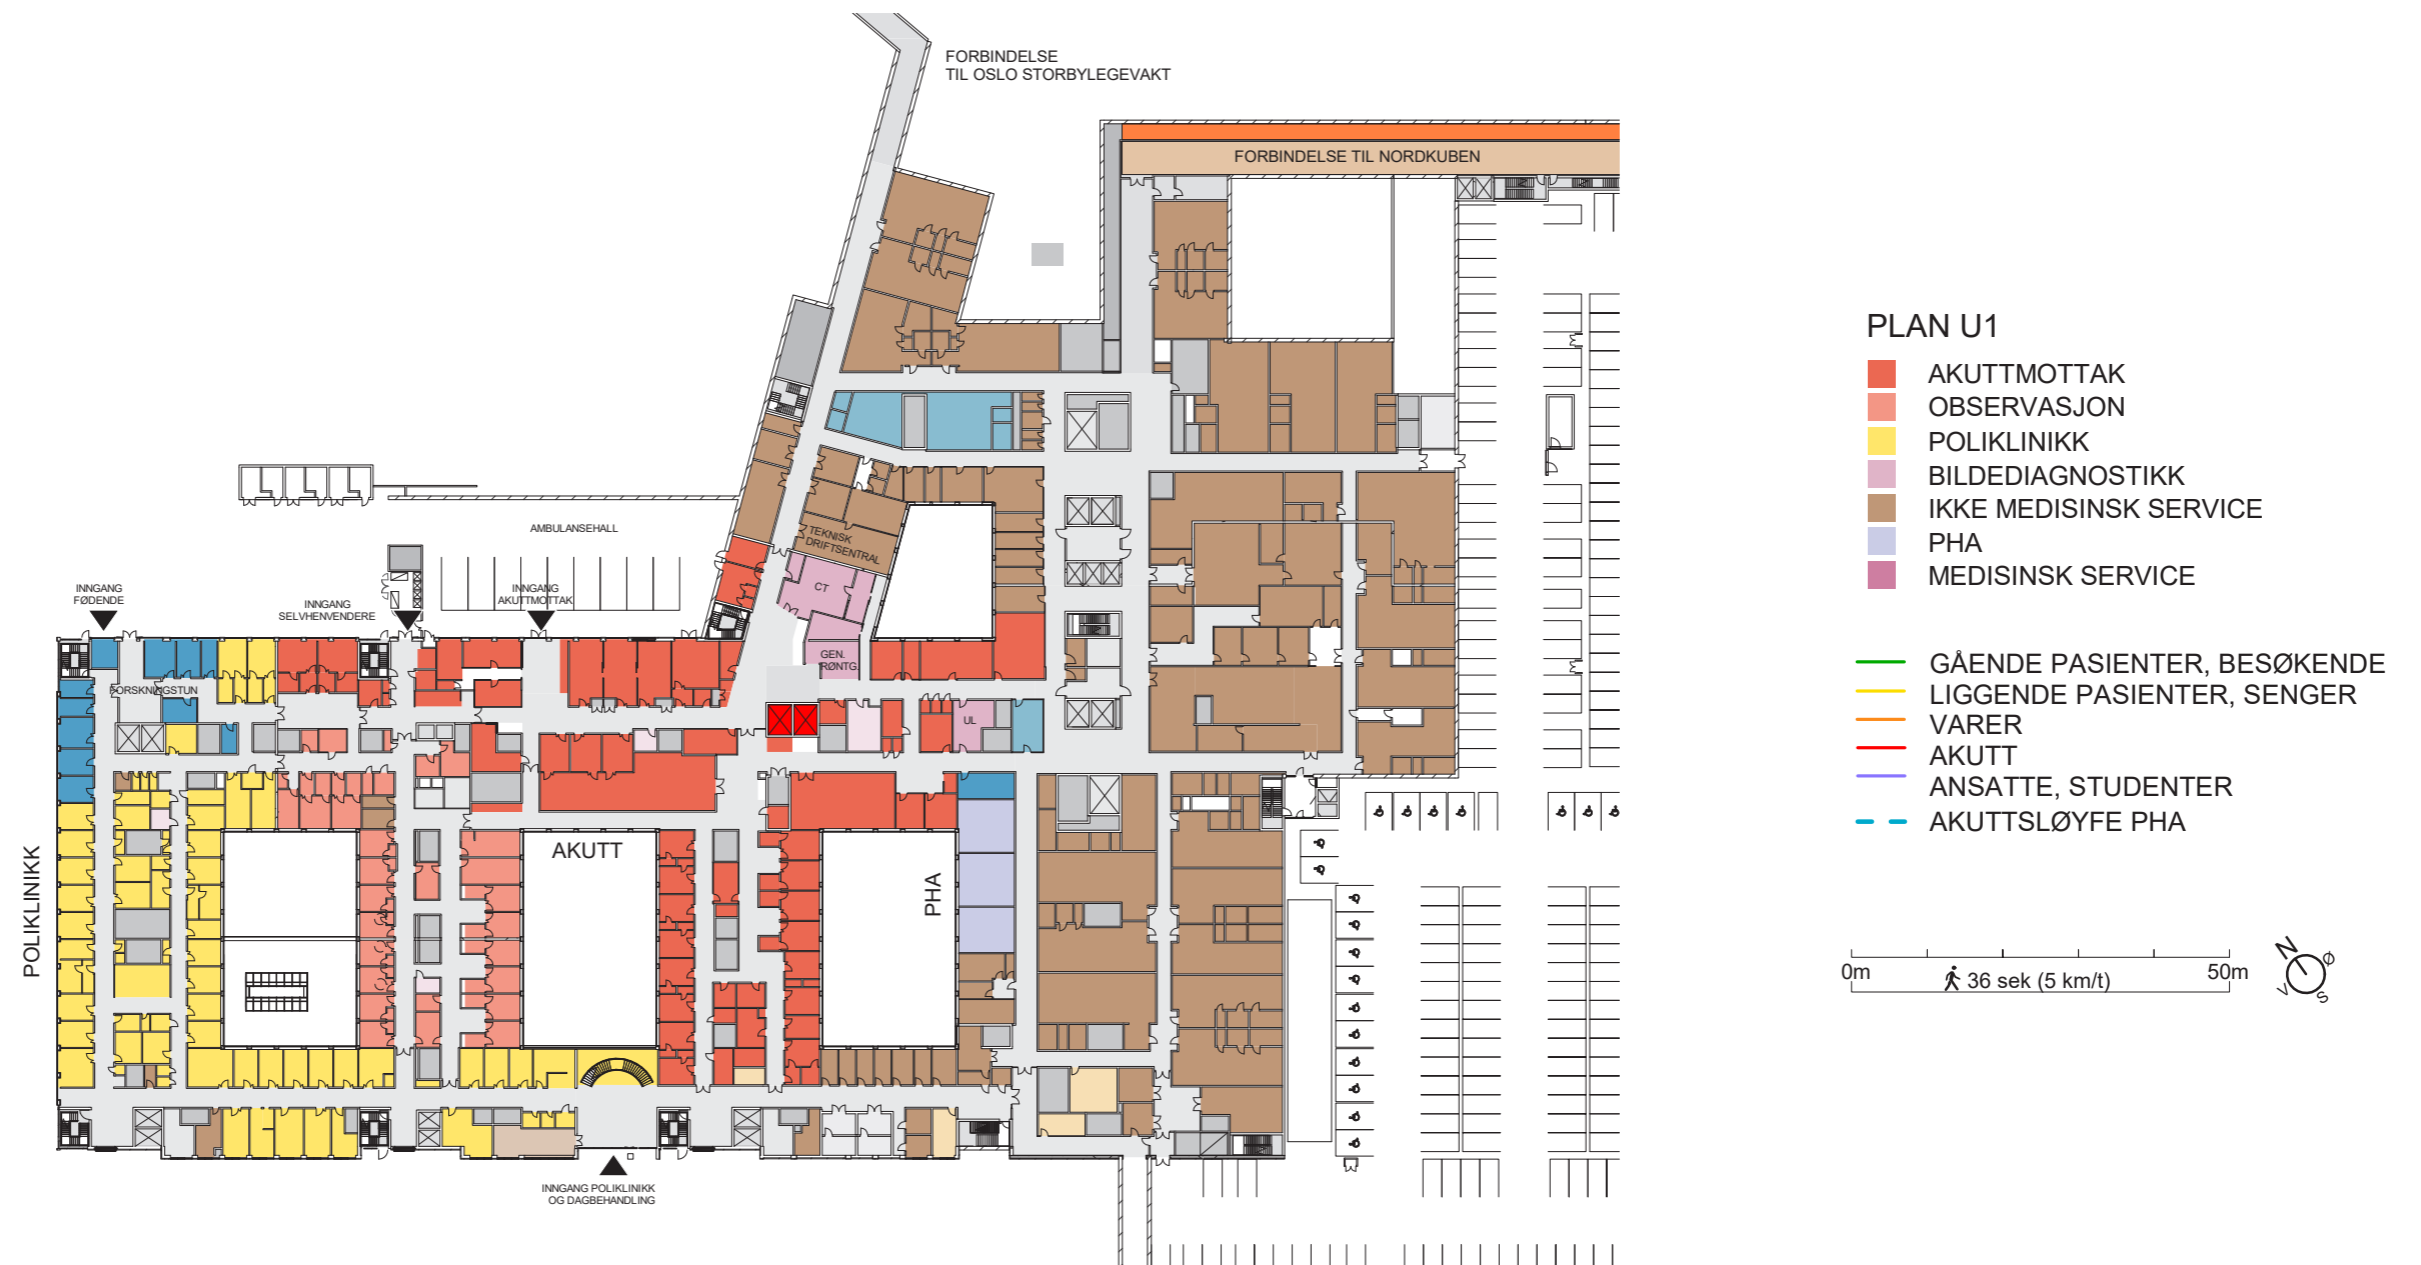 FORBINDELSE
TIL OSLO STORBYLEGEVAKT
FORBINDELSE TIL NORDKUBEN
AMBULANSEHALL
TEKNISK
DRIFTSENTRAL
CT
INNGANG
FØDENDE
INNGANG
SELVHENVENDERE
INNGANG
AKUTTMOTTAK
GEN.
RØNTG.
FORSKNINGSTUN
UL
AKUTT
PHA
POLIKLINIKK
INNGANG POLIKLINIKK
OG DAGBEHANDLING
PLAN U1
AKUTTMOTTAK
OBSERVASJON
POLIKLINIKK
BILDEDIAGNOSTIKK
IKKE MEDISINSK SERVICE
PHA
MEDISINSK SERVICE
GÅENDE PASIENTER, BESØKENDE
LIGGENDE PASIENTER, SENGER
VARER
AKUTT
ANSATTE, STUDENTER
AKUTTSLØYFE PHA
0m
36 sek (5 km/t)
50m
N
Ø
V
S